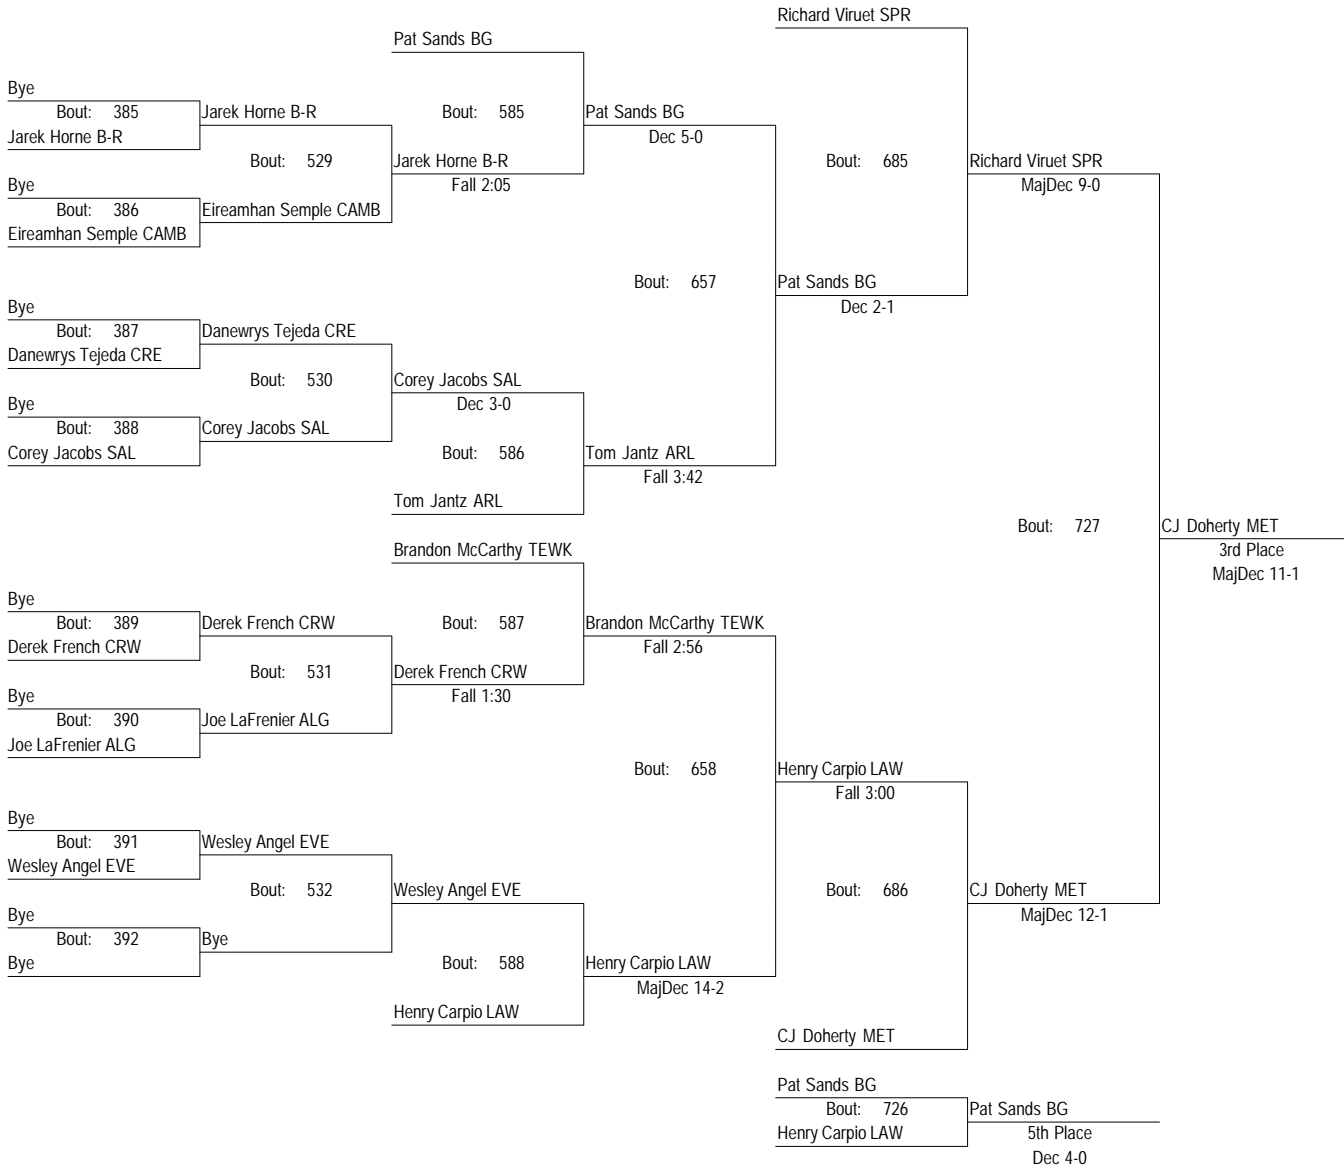 Richard Viruet SPR
Pat Sands BG
Bye
Bout: 385
Jarek Horne B-R
Jarek Horne B-R
Bout: 585
Pat Sands BG
Dec 5-0
Bout: 529
Jarek Horne B-R
Fall 2:05
Bout: 685
Richard Viruet SPR
MajDec 9-0
Bye
Bout: 386
Eireamhan Semple CAMB
Eireamhan Semple CAMB
Bout: 657
Pat Sands BG
Dec 2-1
Bye
Bout: 387
Danewrys Tejeda CRE
Danewrys Tejeda CRE
Bout: 530
Corey Jacobs SAL
Dec 3-0
Bye
Bout: 388
Corey Jacobs SAL
Corey Jacobs SAL
Bout: 586
Tom Jantz ARL
Fall 3:42
Tom Jantz ARL
Bout: 727
CJ Doherty MET
3rd Place
MajDec 11-1
Brandon McCarthy TEWK
Bye
Bout: 389
Derek French CRW
Derek French CRW
Bout: 587
Brandon McCarthy TEWK
Fall 2:56
Bout: 531
Derek French CRW
Fall 1:30
Bye
Bout: 390
Joe LaFrenier ALG
Joe LaFrenier ALG
Bout: 658
Henry Carpio LAW
Fall 3:00
Bye
Bout: 391
Wesley Angel EVE
Wesley Angel EVE
Bout: 532
Wesley Angel EVE
Bout: 686
CJ Doherty MET
MajDec 12-1
Bye
Bout: 392
Bye
Bye
Bout: 588
Henry Carpio LAW
MajDec 14-2
Henry Carpio LAW
CJ Doherty MET
Pat Sands BG
Bout: 726
Henry Carpio LAW
Pat Sands BG
5th Place
Dec 4-0